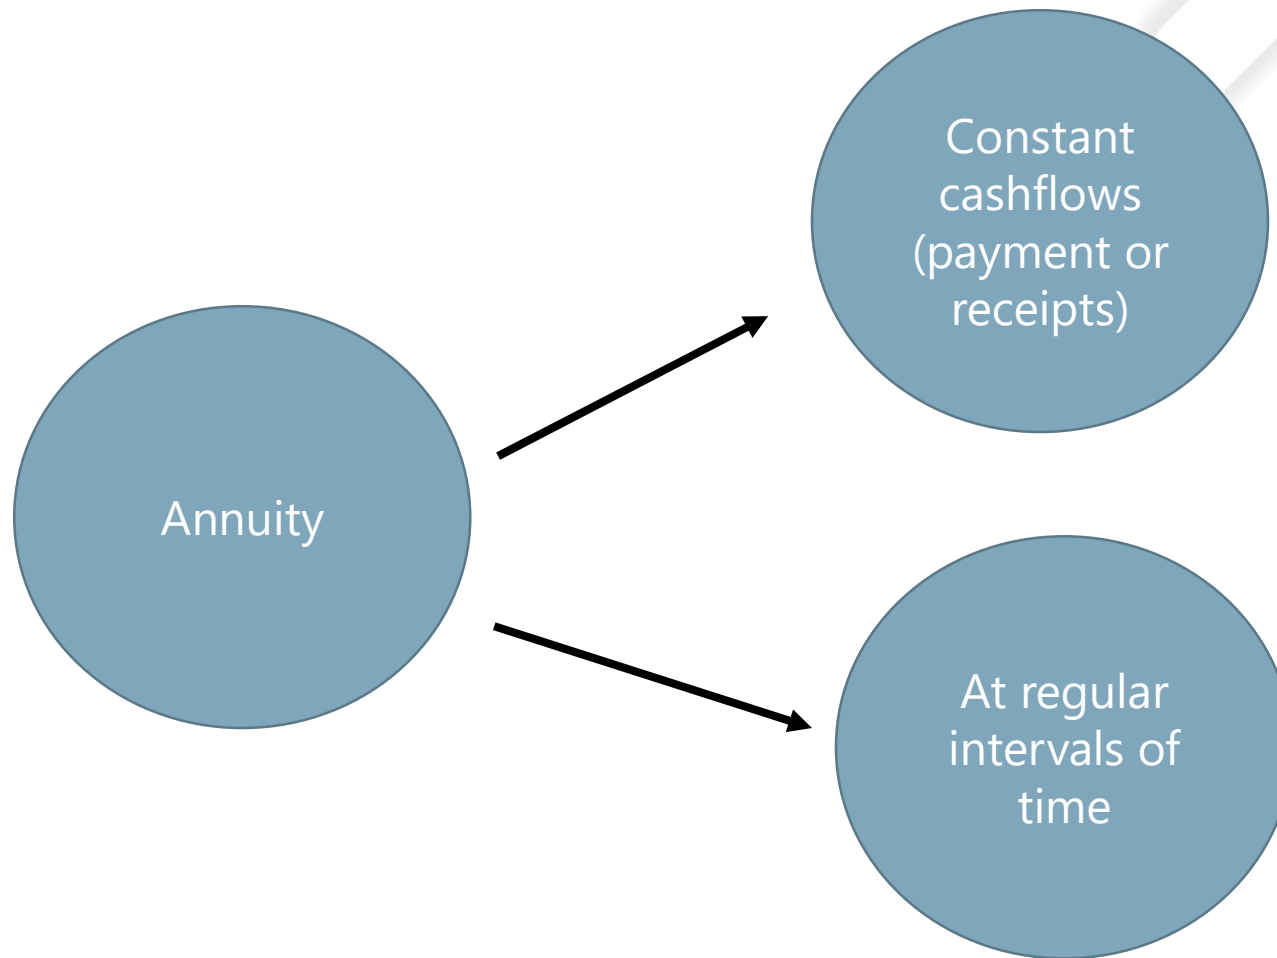 Annuity
Constant
cashflows
(payment or
receipts)
At regular
intervals of
time